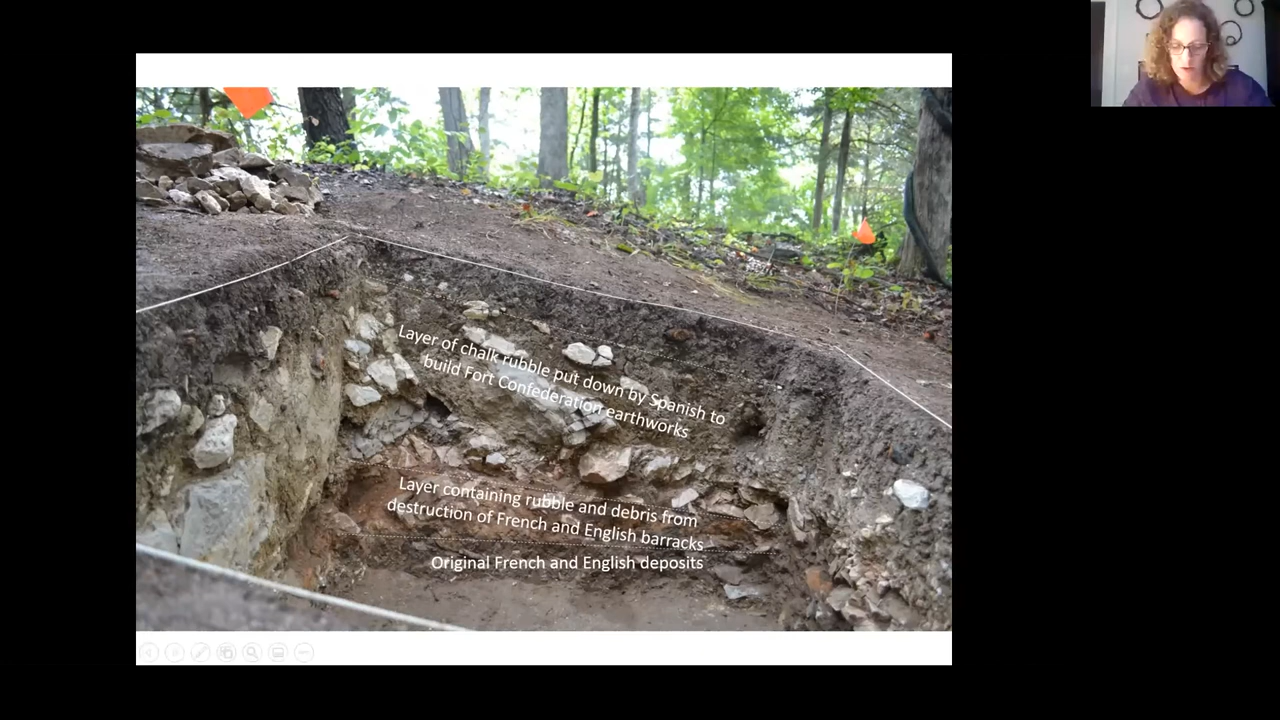 Layer of chalk rubble put down by Spanish to
build Fort Confederation earthworks
Layer containing rubble and debris from
destruction of French and English barracks
Original French and English deposits